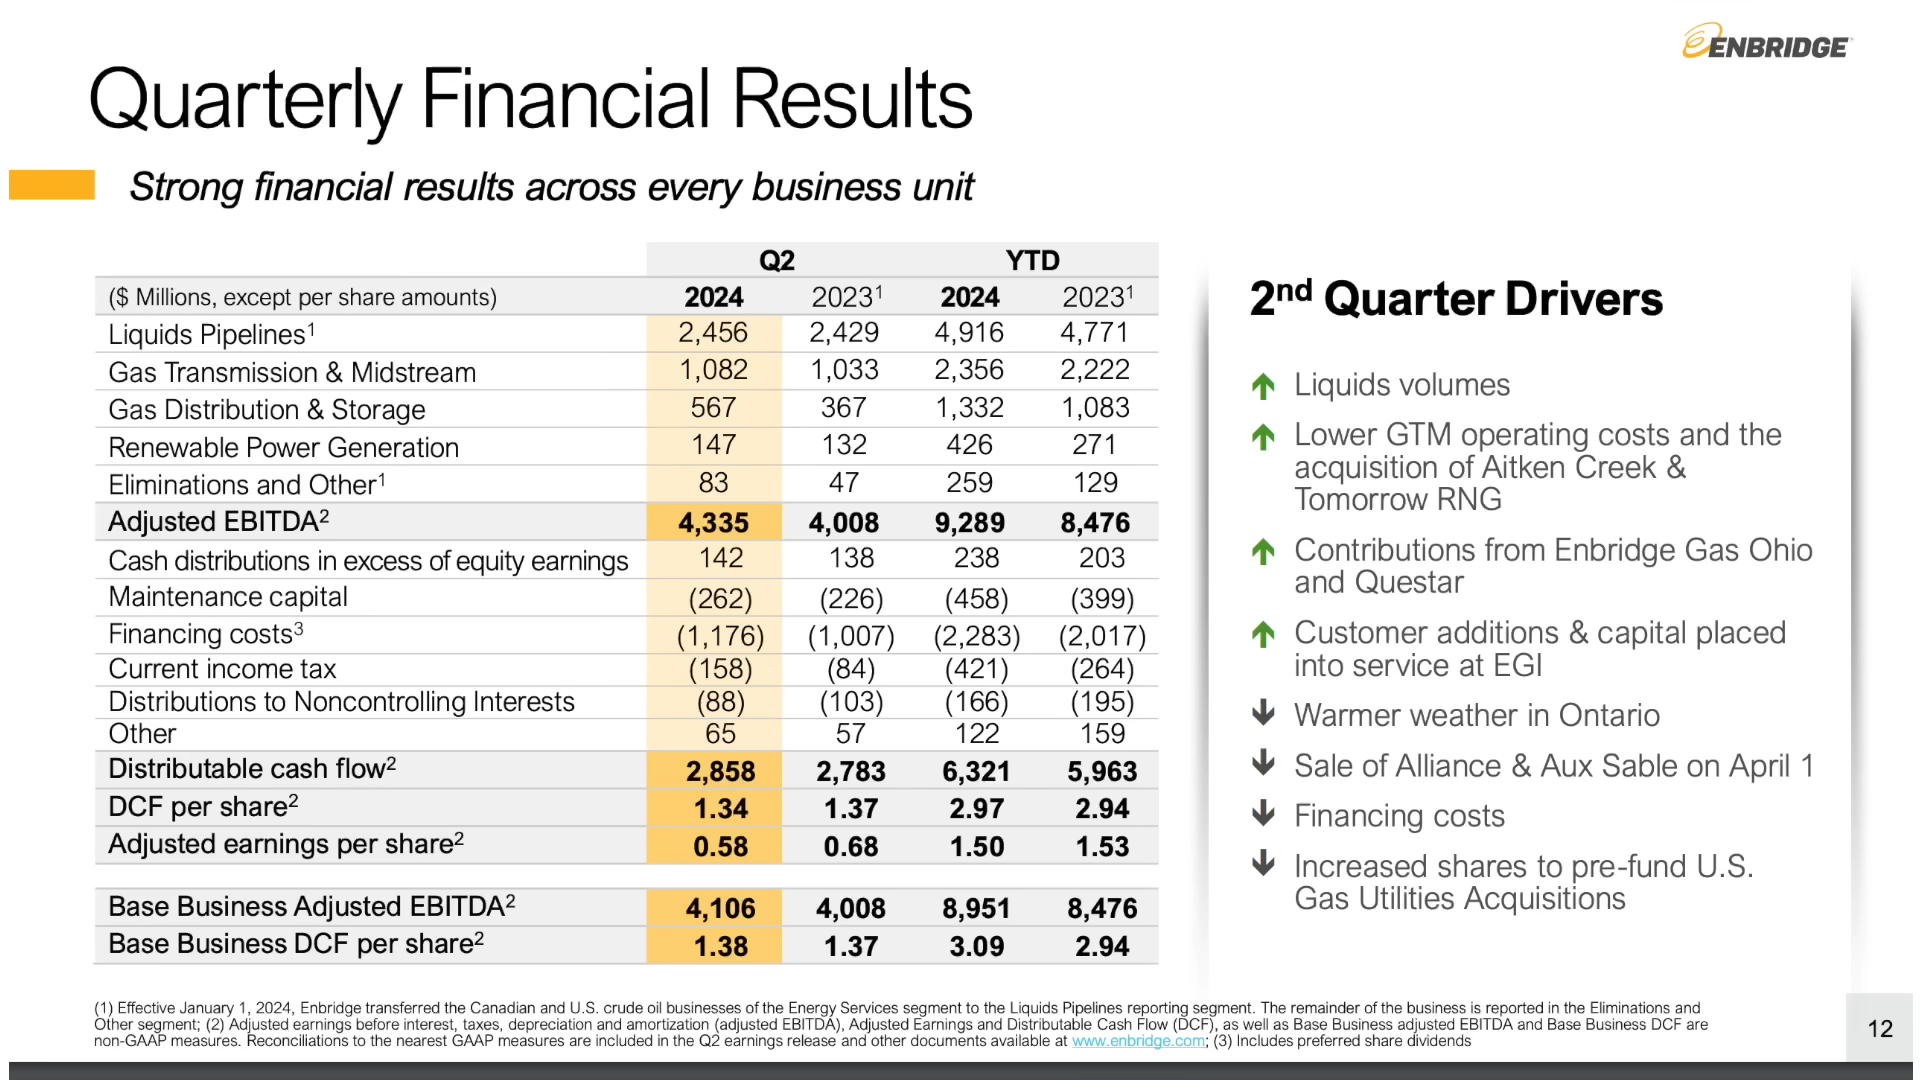 ENBRIDGE
Quarterly Financial Results
Strong financial results across every business unit
Q2 YTD
($ Millions, except per share amounts) 2024 2023¹ 2024 2023¹
Liquids Pipelines¹ 2,456 2,429 4,916 4,771
Gas Transmission & Midstream 1,082 1,033 2,356 2,222
Gas Distribution & Storage 567 367 1,332 1,083
Renewable Power Generation 147 132 426 271
Eliminations and Other¹ 83 47 259 129
Adjusted EBITDA² 4,335 4,008 9,289 8,476
Cash distributions in excess of equity earnings 142 138 238 203
Maintenance capital (262) (226) (458) (399)
Financing costs³ (1,176) (1,007) (2,283) (2,017)
Current income tax (158) (84) (421) (264)
Distributions to Noncontrolling Interests (88) (103) (166) (195)
Other 65 57 122 159
Distributable cash flow² 2,858 2,783 6,321 5,963
DCF per share² 1.34 1.37 2.97 2.94
Adjusted earnings per share² 0.58 0.68 1.50 1.53
Base Business Adjusted EBITDA² 4,106 4,008 8,951 8,476
Base Business DCF per share² 1.38 1.37 3.09 2.94
2nd Quarter Drivers
Liquids volumes
Lower GTM operating costs and the
acquisition of Aitken Creek &
Tomorrow RNG
Contributions from Enbridge Gas Ohio
and Questar
Customer additions & capital placed
into service at EGI
Warmer weather in Ontario
Sale of Alliance & Aux Sable on April 1
Financing costs
Increased shares to pre-fund U.S.
Gas Utilities Acquisitions
(1) Effective January 1, 2024, Enbridge transferred the Canadian and U.S. crude oil businesses of the Energy Services segment to the Liquids Pipelines reporting segment. The remainder of the business is reported in the Eliminations and
Other segment; (2) Adjusted earnings before interest, taxes, depreciation and amortization (adjusted EBITDA), Adjusted Earnings and Distributable Cash Flow (DCF), as well as Base Business adjusted EBITDA and Base Business DCF are
non-GAAP measures. Reconciliations to the nearest GAAP measures are included in the Q2 earnings release and other documents available at www.enbridge.com; (3) Includes preferred share dividends
12